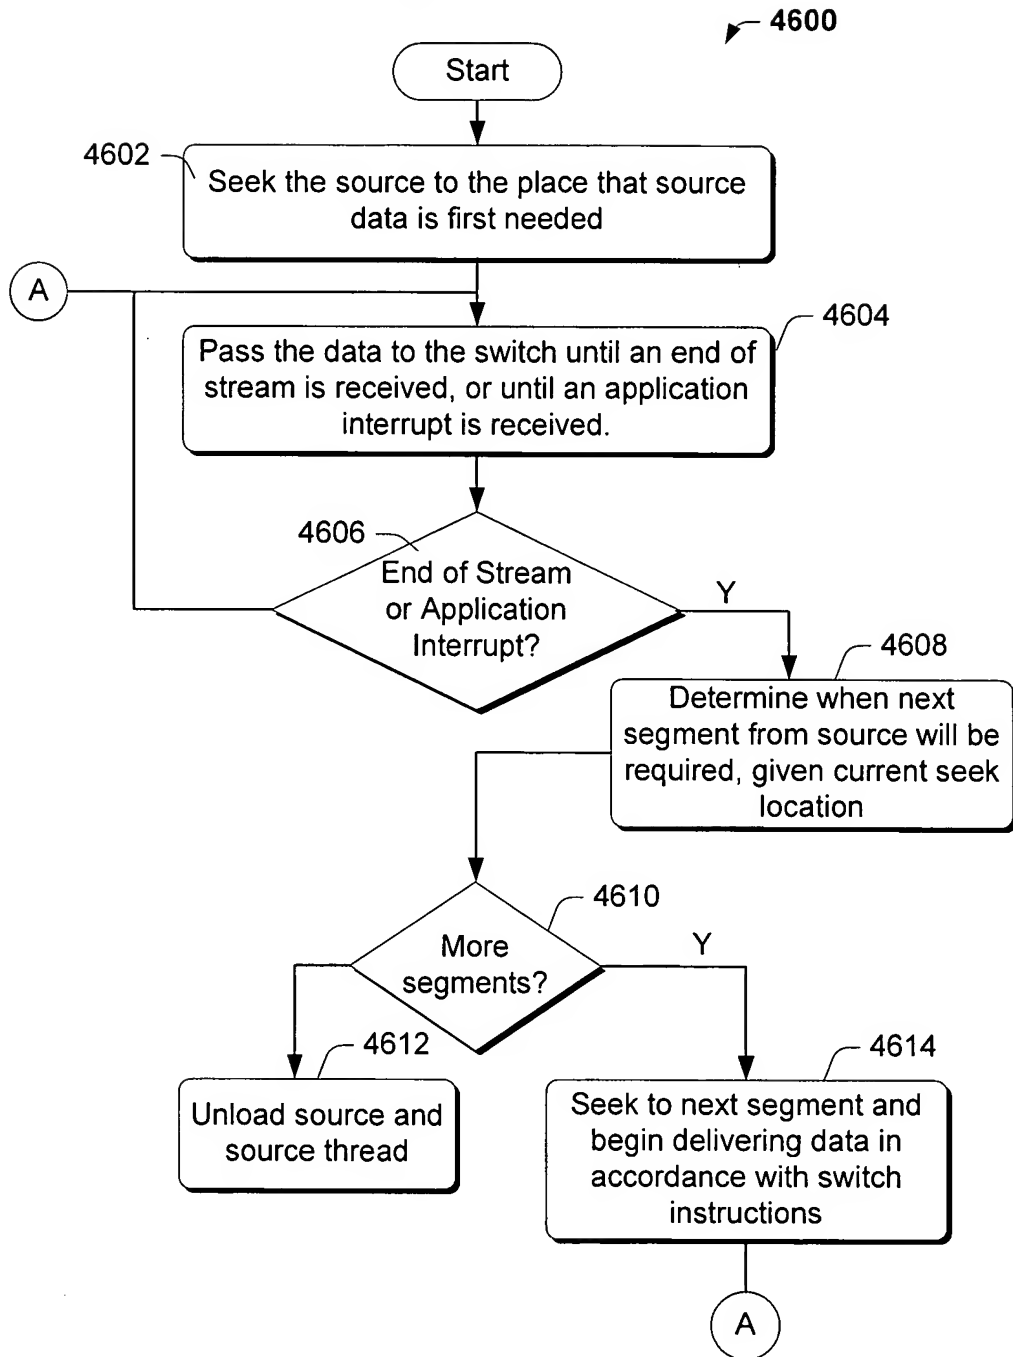 4600
Start
4602
Seek the source to the place that source
data is first needed
A
4604
Pass the data to the switch until an end of
stream is received, or until an application
interrupt is received.
4606
End of Stream
or Application
Interrupt?
Y
4608
Determine when next
segment from source will be
required, given current seek
location
4610
More
segments?
Y
4612
Unload source and
source thread
4614
Seek to next segment and
begin delivering data in
accordance with switch
instructions
A